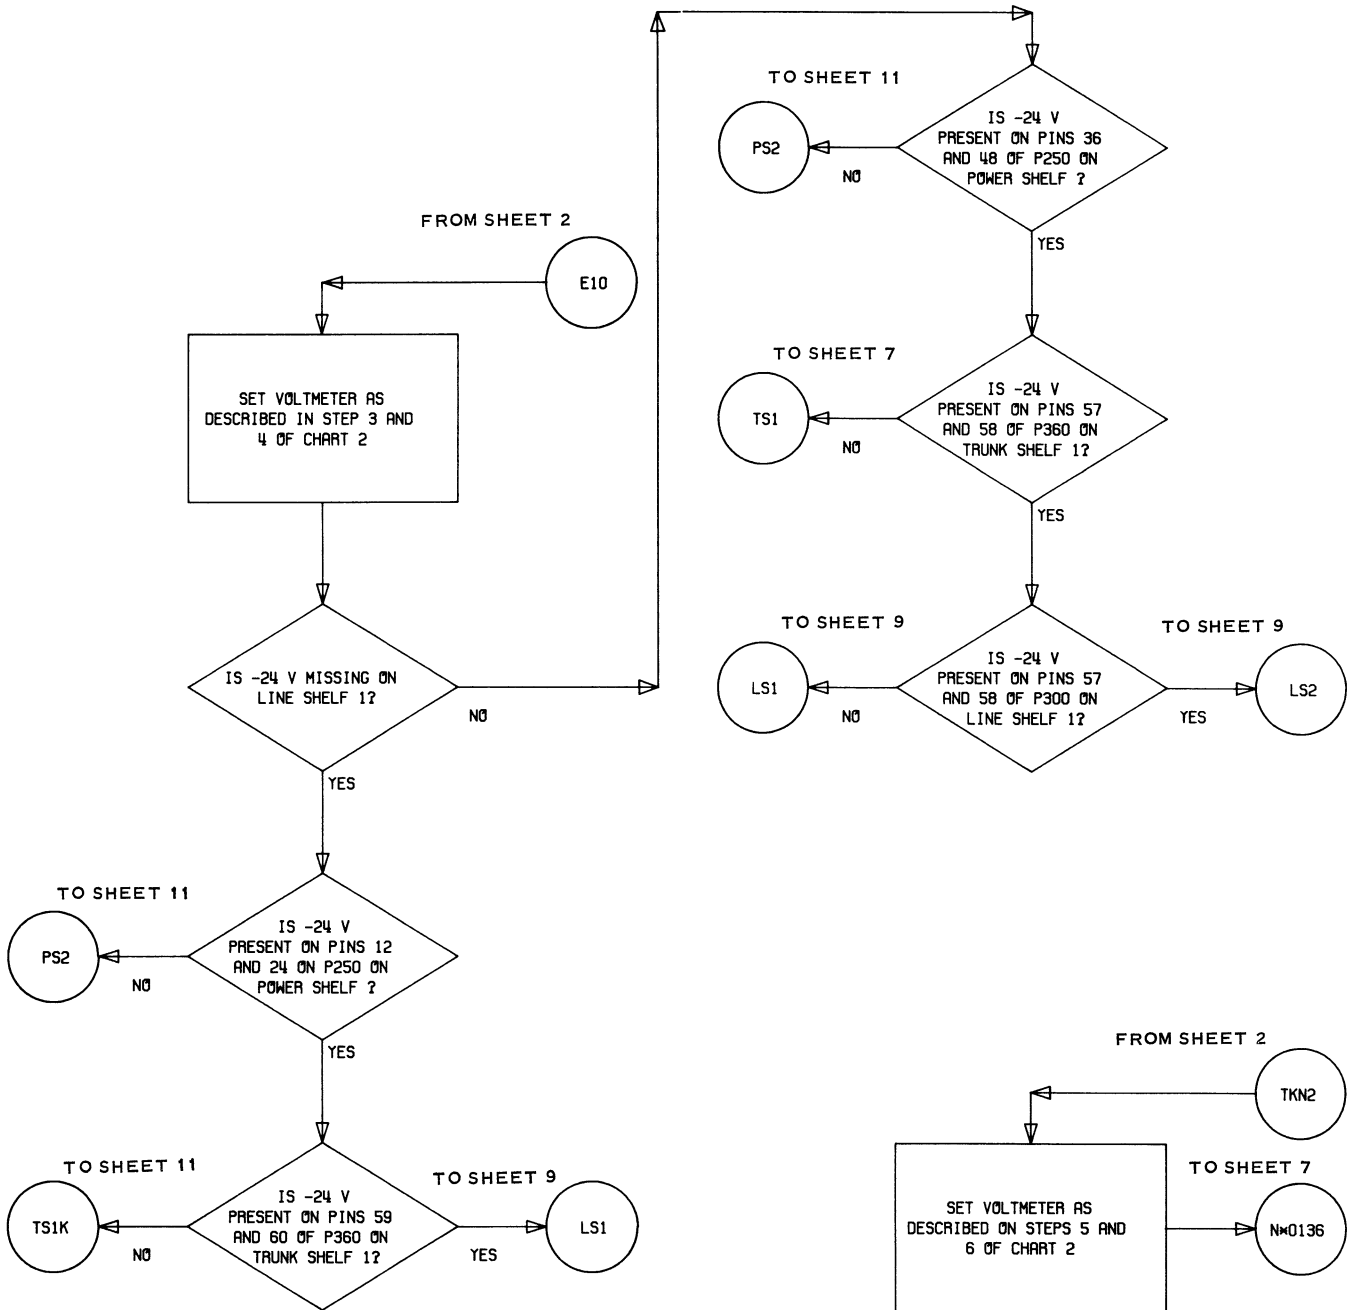 FROM SHEET 2
E10
SET VOLTMETER AS
DESCRIBED IN STEP 3 AND
4 OF CHART 2
IS -24 V MISSING ON
LINE SHELF 1?
NO
YES
TO SHEET 11
PS2
NO
IS -24 V
PRESENT ON PINS 12
AND 24 ON P250 ON
POWER SHELF ?
YES
TO SHEET 11
TS1K
NO
IS -24 V
PRESENT ON PINS 59
AND 60 OF P360 ON
TRUNK SHELF 1?
YES
TO SHEET 9
LS1
TO SHEET 11
PS2
NO
IS -24 V
PRESENT ON PINS 36
AND 48 OF P250 ON
POWER SHELF ?
YES
TO SHEET 7
TS1
NO
IS -24 V
PRESENT ON PINS 57
AND 58 OF P360 ON
TRUNK SHELF 1?
YES
TO SHEET 9
LS1
NO
IS -24 V
PRESENT ON PINS 57
AND 58 OF P300 ON
LINE SHELF 1?
YES
TO SHEET 9
LS2
FROM SHEET 2
TKN2
SET VOLTMETER AS
DESCRIBED ON STEPS 5 AND
6 OF CHART 2
TO SHEET 7
N*0136